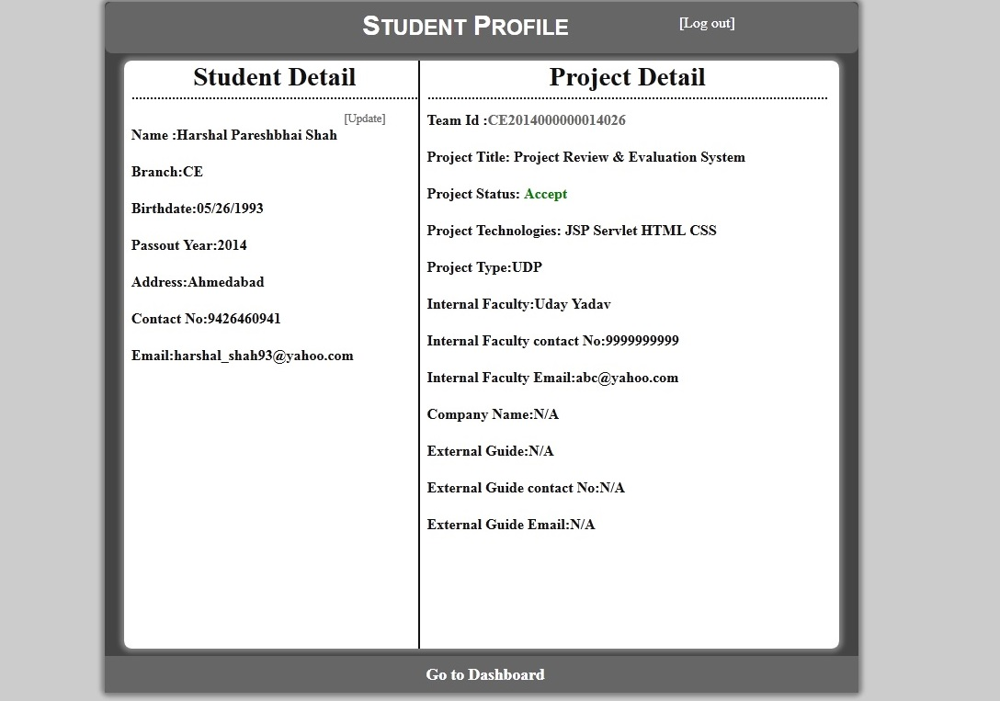 STUDENT PROFILE
[Log out]
Student Detail
[Update]
Name :Harshal Pareshbhai Shah
Branch:CE
Birthdate:05/26/1993
Passout Year:2014
Address:Ahmedabad
Contact No:9426460941
Email:harshal_shah93@yahoo.com
Project Detail
Team Id :CE2014000000014026
Project Title: Project Review & Evaluation System
Project Status: Accept
Project Technologies: JSP Servlet HTML CSS
Project Type:UDP
Internal Faculty:Uday Yadav
Internal Faculty contact No:9999999999
Internal Faculty Email:abc@yahoo.com
Company Name:N/A
External Guide:N/A
External Guide contact No:N/A
External Guide Email:N/A
Go to Dashboard